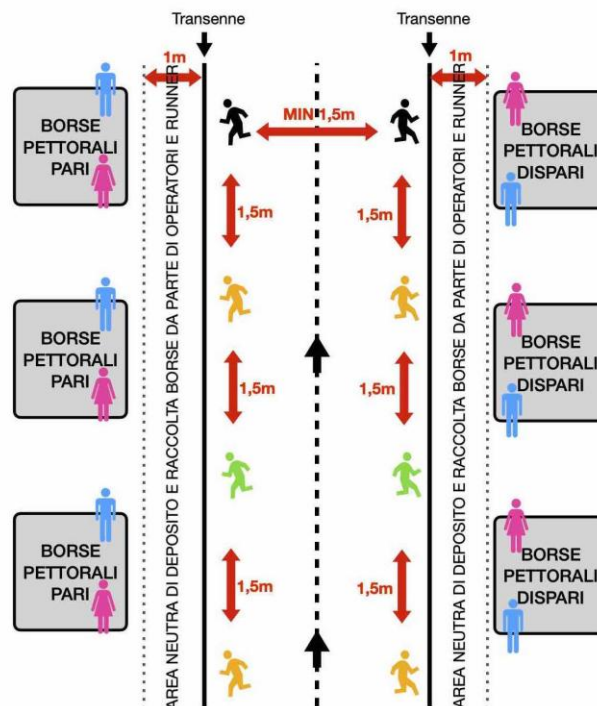 Transenne
Transenne
1m
1m
AREA NEUTRA DI DEPOSITO E RACCOLTA BORSE DA PARTE DI OPERATORI E RUNNER
AREA NEUTRA DI DEPOSITO E RACCOLTA BORSE DA PARTE DI OPERATORI E RUNNER
MIN 1,5m
BORSE
PETTORALI
PARI
BORSE
PETTORALI
DISPARI
1,5m
1,5m
BORSE
PETTORALI
PARI
BORSE
PETTORALI
DISPARI
1,5m
1,5m
BORSE
PETTORALI
PARI
BORSE
PETTORALI
DISPARI
1,5m
1,5m